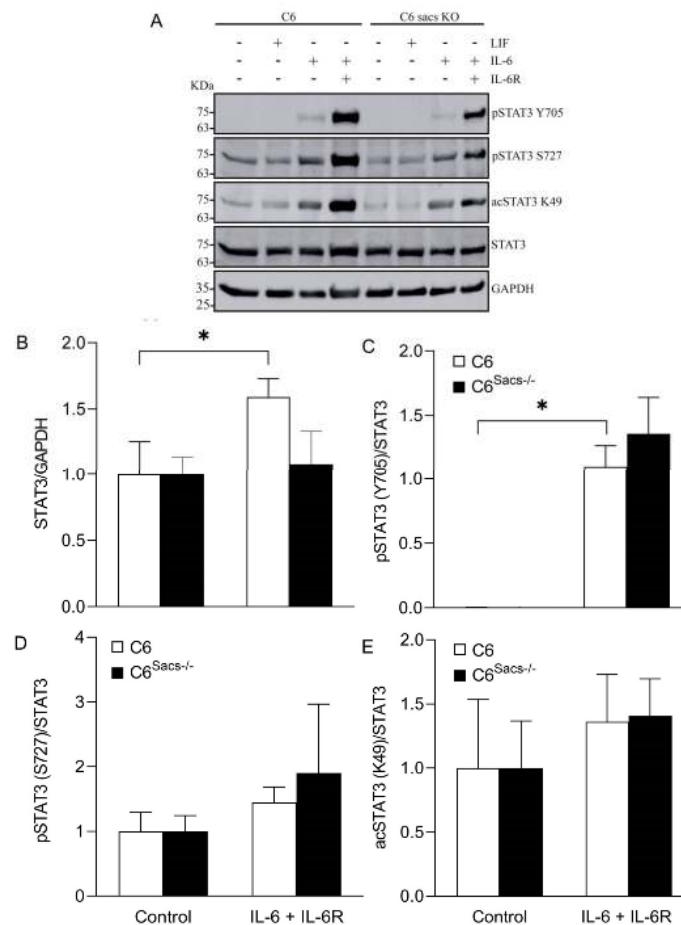 A
C6 C6 sacs KO
- + - - - + - - LIF
- - + + - - + + IL-6
- - - + - - - + IL-6R
KDa
75
63
pSTAT3 Y705
75
63
pSTAT3 S727
75
63
acSTAT3 K49
75
63
STAT3
35
25
GAPDH
B
*
2.0
1.5
1.0
0.5
0.0
STAT3/GAPDH
C
C6
C6Sacs-/-
*
2.0
1.5
1.0
0.5
0.0
pSTAT3 (Y705)/STAT3
D
C6
C6Sacs-/-
4
3
2
1
0
pSTAT3 (S727)/STAT3
Control IL-6 + IL-6R
E
C6
C6Sacs-/-
2.0
1.5
1.0
0.5
0.0
acSTAT3 (K49)/STAT3
Control IL-6 + IL-6R